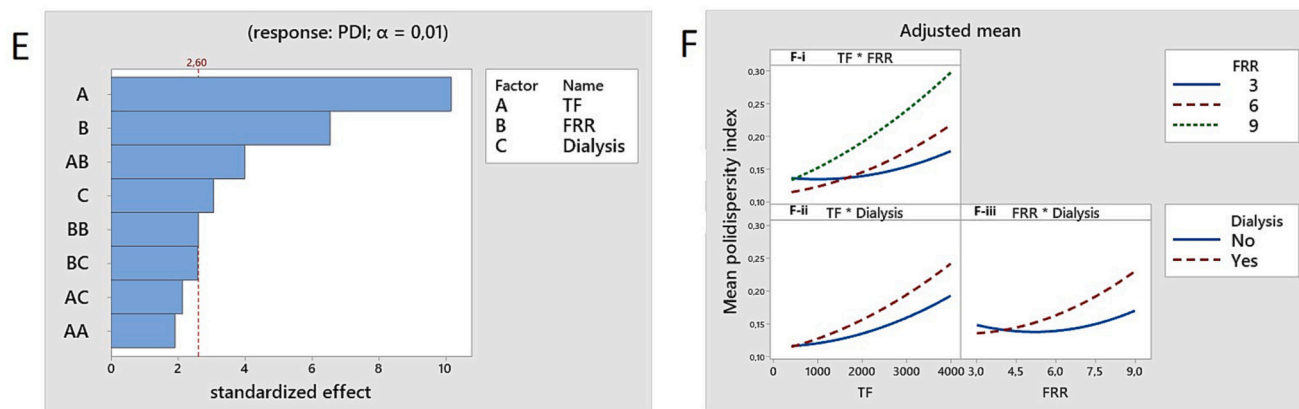 E
(response: PDI; α = 0,01)
2,60
A
B
AB
C
BB
BC
AC
AA
0 2 4 6 8 10
standardized effect
Factor Name
A TF
B FRR
C Dialysis
F
Adjusted mean
F-i TF * FRR
0,30
0,25
0,20
0,15
0,10
FRR
3
6
9
Mean polidispersity index
F-ii TF * Dialysis
F-iii FRR * Dialysis
0,30
0,25
0,20
0,15
0,10
0 1000 2000 3000 4000
TF
3,0 4,5 6,0 7,5 9,0
FRR
Dialysis
No
Yes